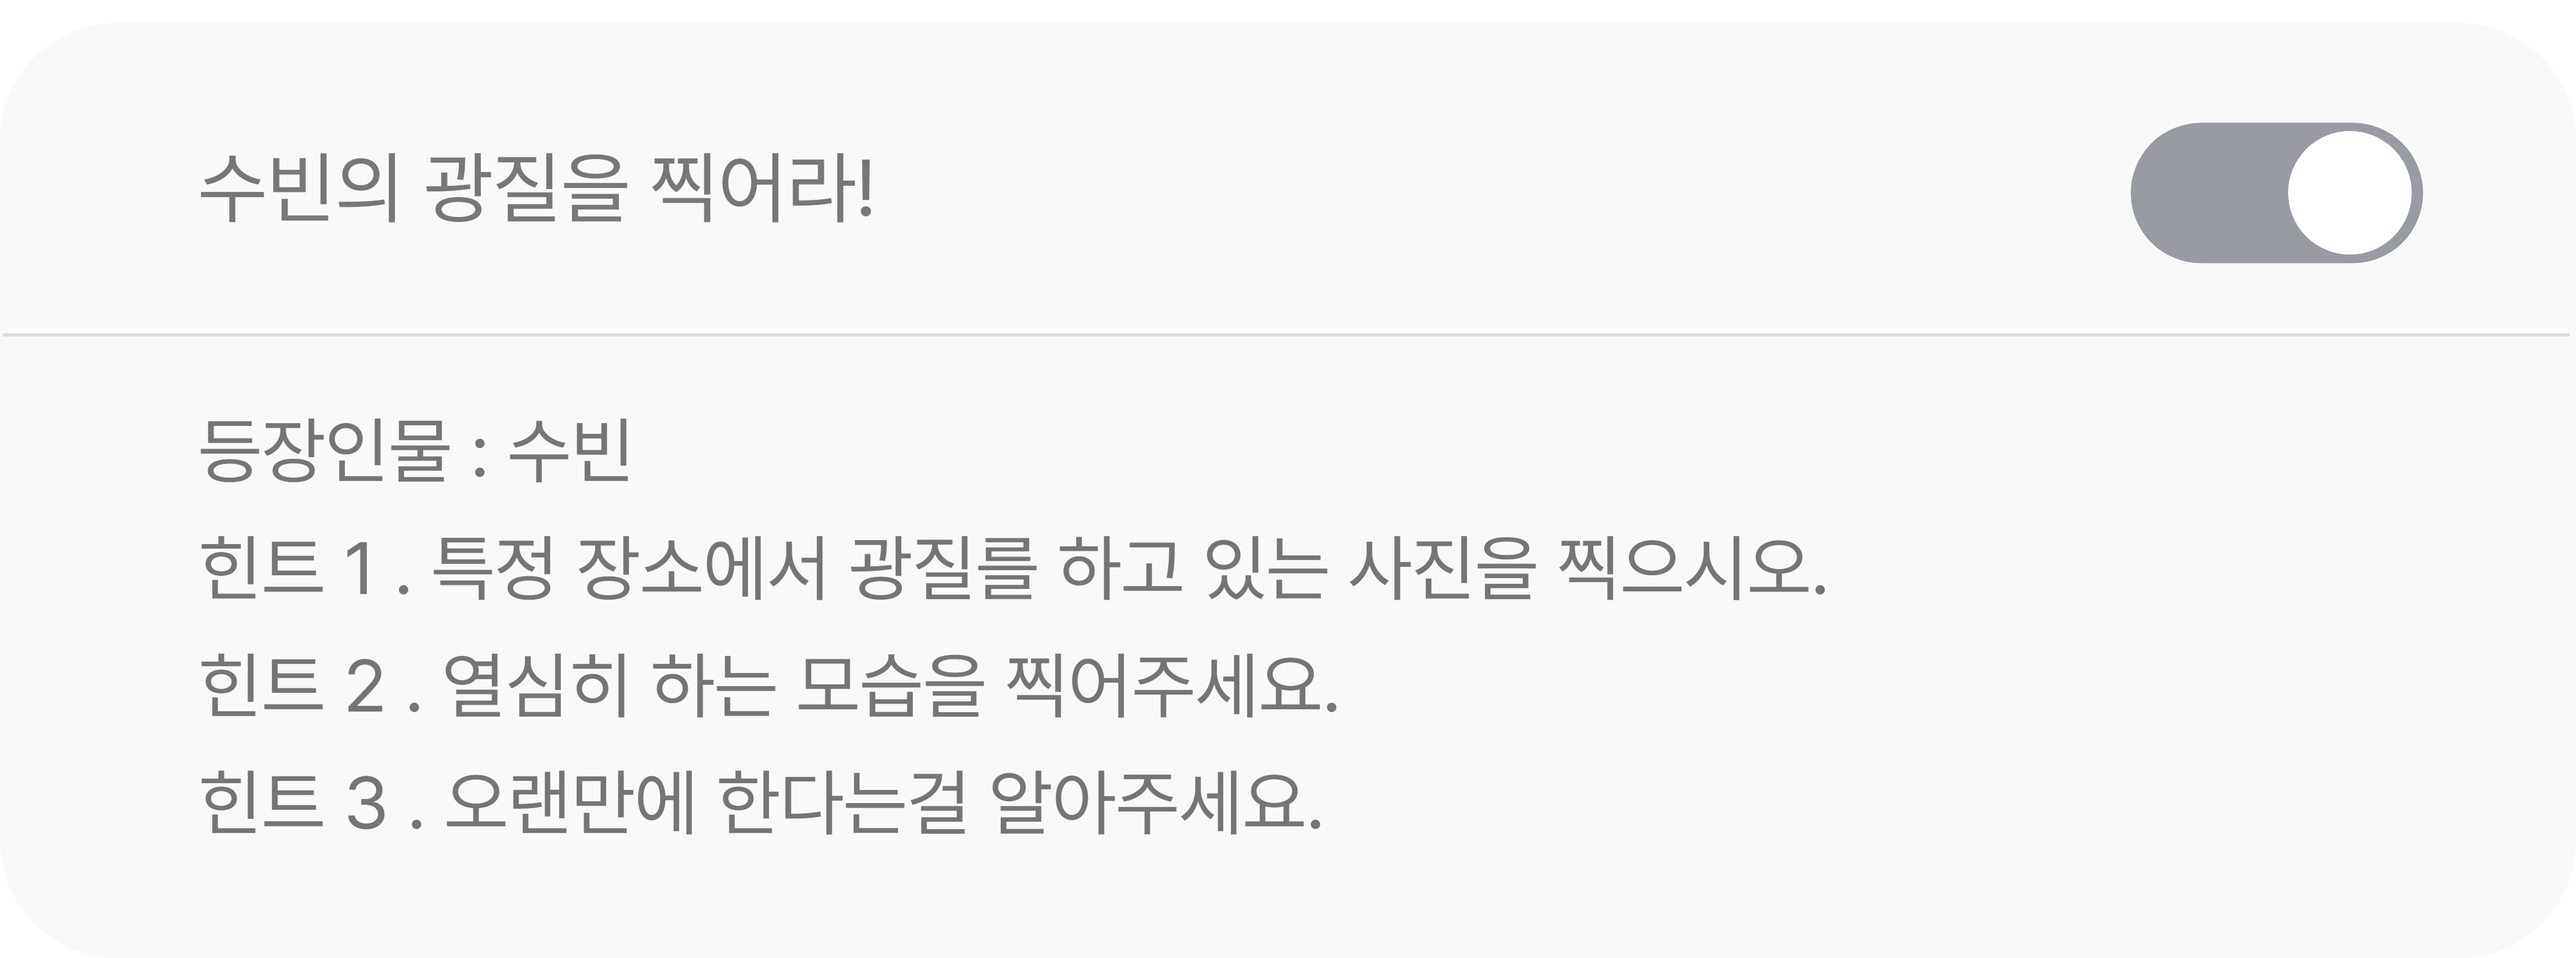 수빈의 광질을 찍어라!
등장인물 : 수빈
힌트 1 . 특정 장소에서 광질를 하고 있는 사진을 찍으시오.
힌트 2 . 열심히 하는 모습을 찍어주세요.
힌트 3 . 오랜만에 한다는걸 알아주세요.